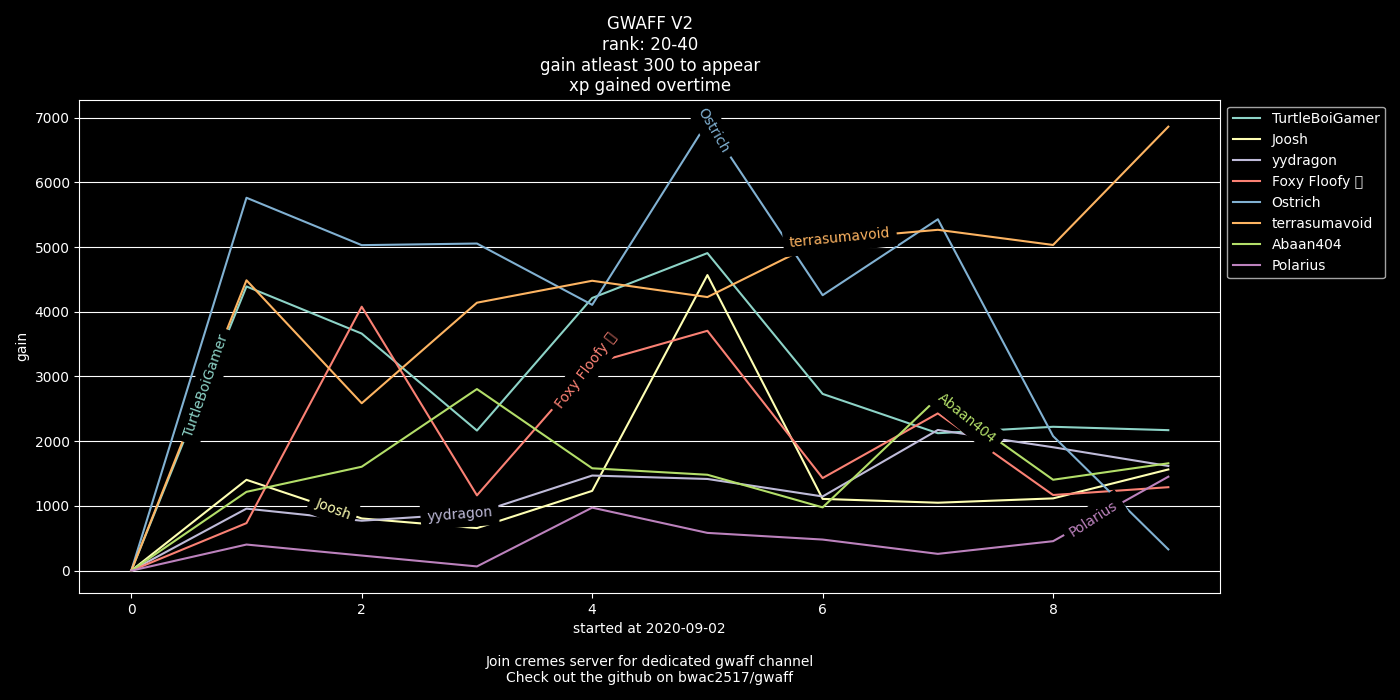 GWAFF V2
rank: 20-40
gain atleast 300 to appear
xp gained overtime
7000
6000
5000
4000
3000
2000
1000
0
gain
TurtleBoiGamer
Joosh
yydragon
Foxy Floofy
Ostrich
terrasumavoid
Abaan404
Polarius
0 2 4 6 8
started at 2020-09-02
Join cremes server for dedicated gwaff channel
Check out the github on bwac2517/gwaff
TurtleBoiGamer
Joosh
yydragon
Foxy Floofy
Ostrich
terrasumavoid
Abaan404
Polarius